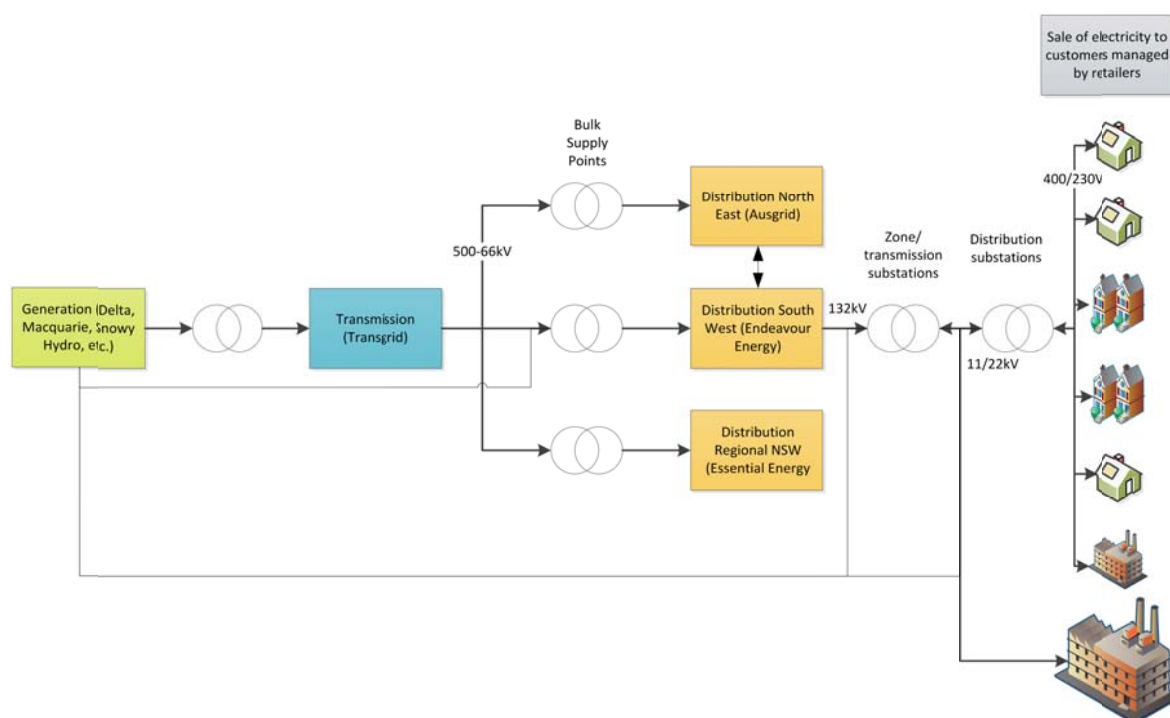 Sale of electricity to
customers managed
by retailers
Bulk
Supply
Points
400/230V
Distribution North
East (Ausgrid)
500-66kV
Zone/
transmission
substations
Distribution
substations
Generation (Delta,
Macquarie, Snowy
Hydro, etc.)
Transmission
(Transgrid)
Distribution South
West (Endeavour
Energy)
132kV
11/22kV
Distribution
Regional NSW
(Essential Energy